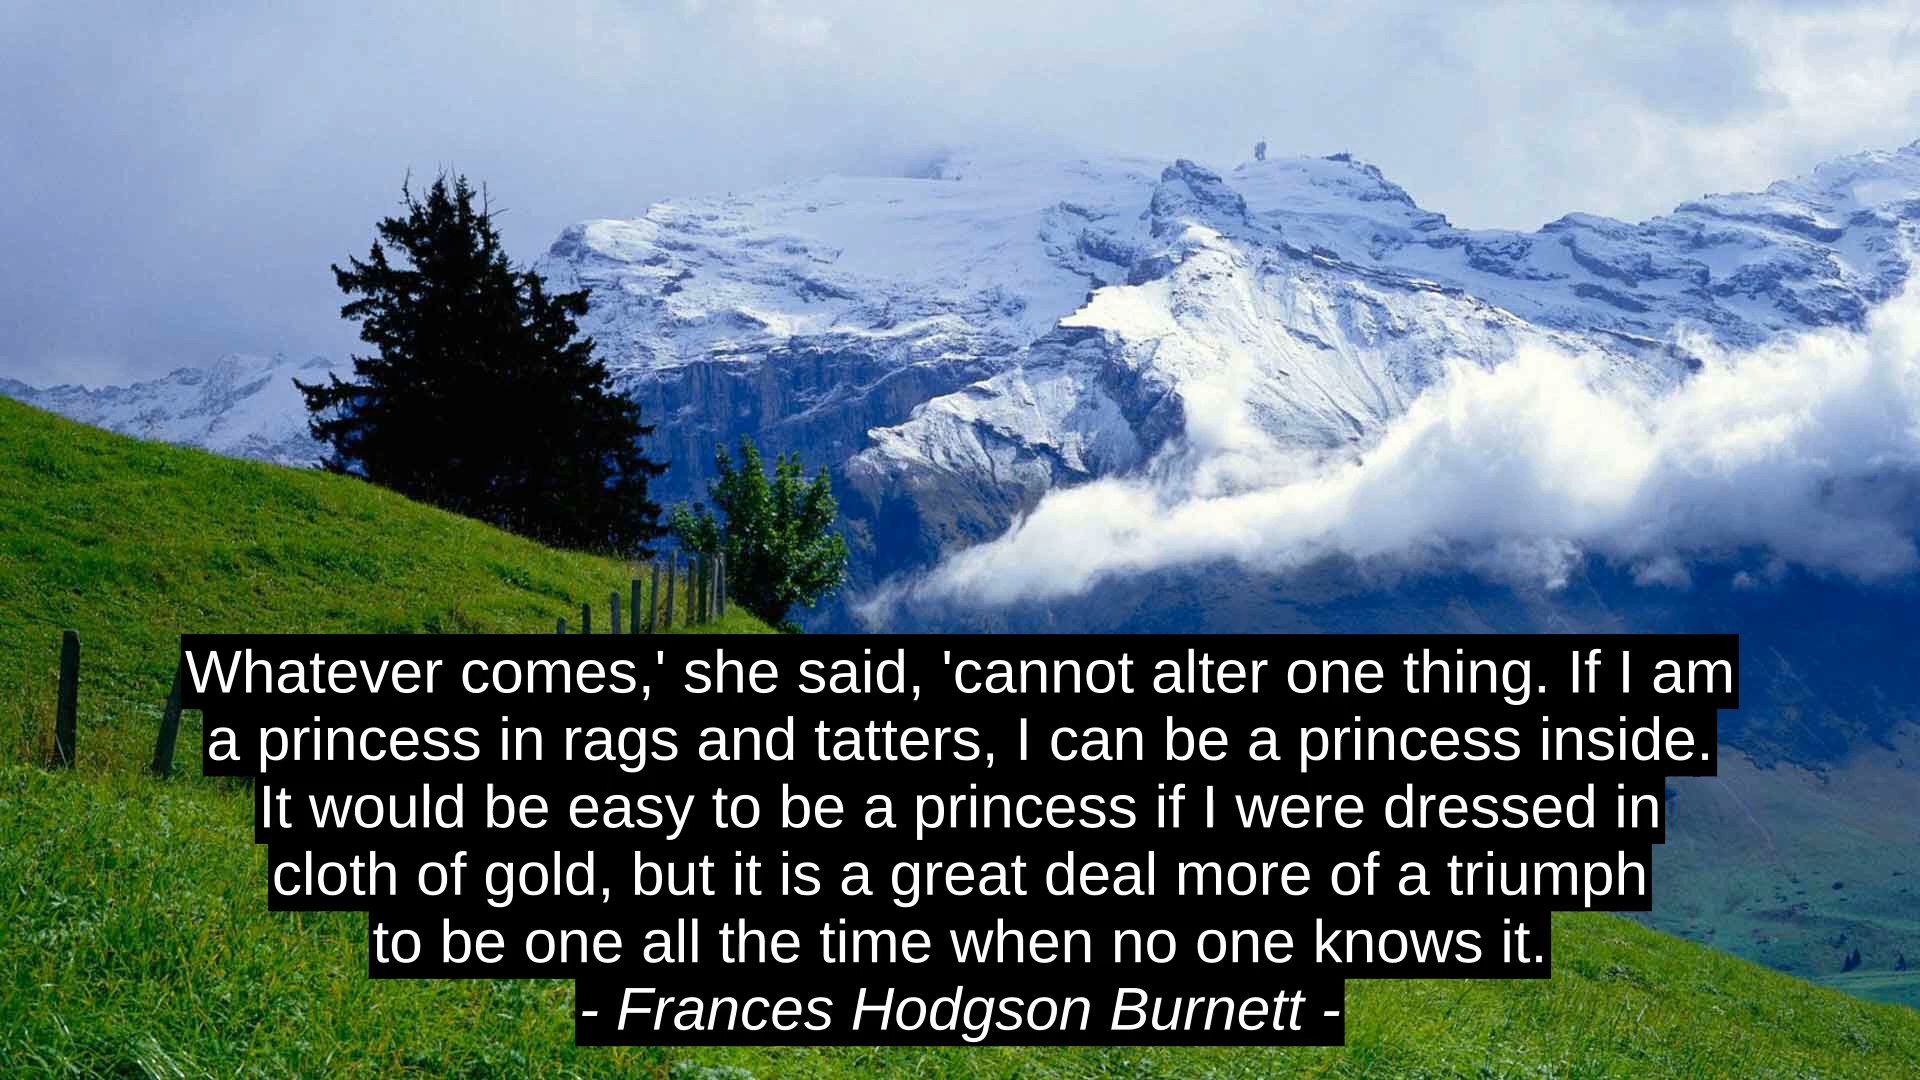 Whatever comes,' she said, 'cannot alter one thing. If I am
a princess in rags and tatters, I can be a princess inside.
It would be easy to be a princess if I were dressed in
cloth of gold, but it is a great deal more of a triumph
to be one all the time when no one knows it.
- Frances Hodgson Burnett -